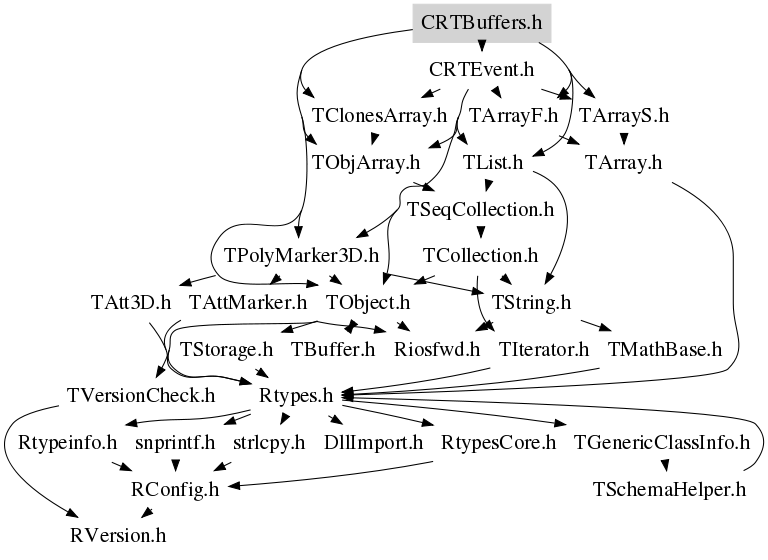 CRTBuffers.h
CRTEvent.h
TClonesArray.h TArrayF.h TArrayS.h
TObjArray.h TList.h TArray.h
TSeqCollection.h
TPolyMarker3D.h TCollection.h
TAtt3D.h TAttMarker.h TObject.h TString.h
TStorage.h TBuffer.h Riosfwd.h TIterator.h TMathBase.h
TVersionCheck.h Rtypes.h
Rtypeinfo.h snprintf.h strlcpy.h DllImport.h RtypesCore.h TGenericClassInfo.h
RConfig.h TSchemaHelper.h
RVersion.h